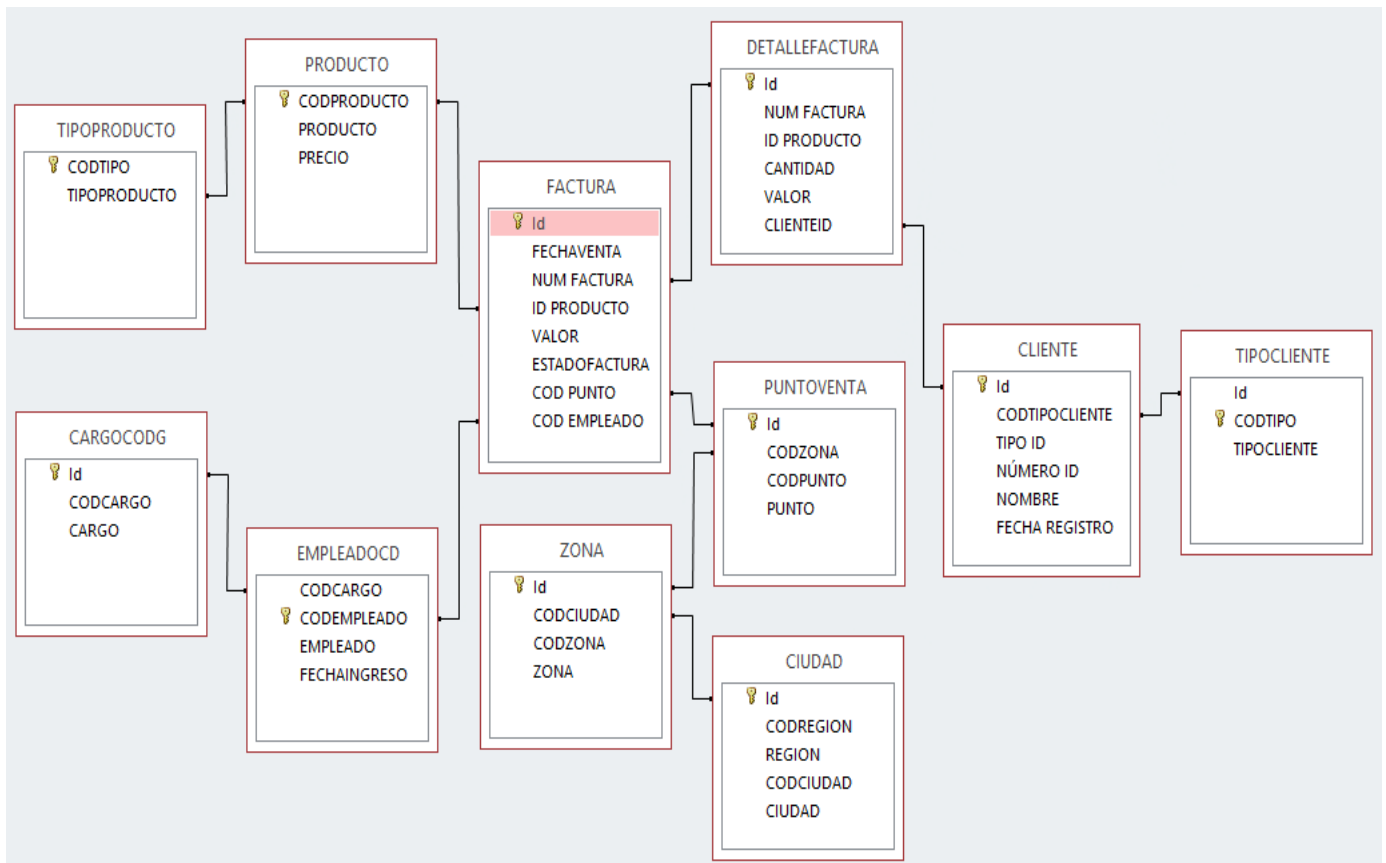 TIPOPRODUCTO
CODTIPO
TIPOPRODUCTO
PRODUCTO
CODPRODUCTO
PRODUCTO
PRECIO
FACTURA
Id
FECHAVENTA
NUM FACTURA
ID PRODUCTO
VALOR
ESTADOFACTURA
COD PUNTO
COD EMPLEADO
DETALLEFACTURA
Id
NUM FACTURA
ID PRODUCTO
CANTIDAD
VALOR
CLIENTEID
CLIENTE
Id
CODTIPOCLIENTE
TIPO ID
NÚMERO ID
NOMBRE
FECHA REGISTRO
TIPOCLIENTE
Id
CODTIPO
TIPOCLIENTE
CARGOCODG
Id
CODCARGO
CARGO
EMPLEADOCD
CODCARGO
CODEMPLEADO
EMPLEADO
FECHAINGRESO
PUNTOVENTA
Id
CODZONA
CODPUNTO
PUNTO
ZONA
Id
CODCIUDAD
CODZONA
ZONA
CIUDAD
Id
CODREGION
REGION
CODCIUDAD
CIUDAD